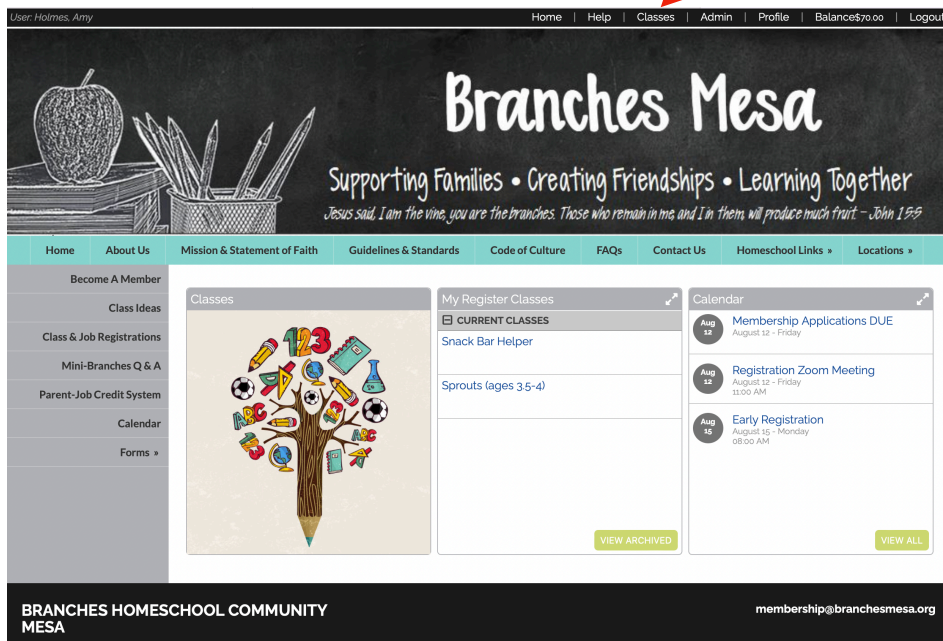 User: Holmes, Amy
Home | Help | Classes | Admin | Profile | Balance$70.00 | Logout
Branches Mesa
Supporting Families • Creating Friendships • Learning Together
Jesus said, I am the vine, you are the branches. Those who remain in me, and I in them, will produce much fruit - John 15:5
Home About Us Mission & Statement of Faith Guidelines & Standards Code of Culture FAQs Contact Us Homeschool Links » Locations »
Become A Member
Class Ideas
Class & Job Registrations
Mini-Branches Q & A
Parent-Job Credit System
Calendar
Forms »
Classes
123
ABC
ABC
123
123
ABC
My Register Classes
CURRENT CLASSES
Snack Bar Helper
Sprouts (ages 3.5-4)
VIEW ARCHIVED
Calendar
Aug 12
Membership Applications DUE
August 12 - Friday
Aug 12
Registration Zoom Meeting
August 12 - Friday
11:00 AM
Aug 15
Early Registration
August 15 - Monday
08:00 AM
VIEW ALL
BRANCHES HOMESCHOOL COMMUNITY
MESA
membership@branchesmesa.org